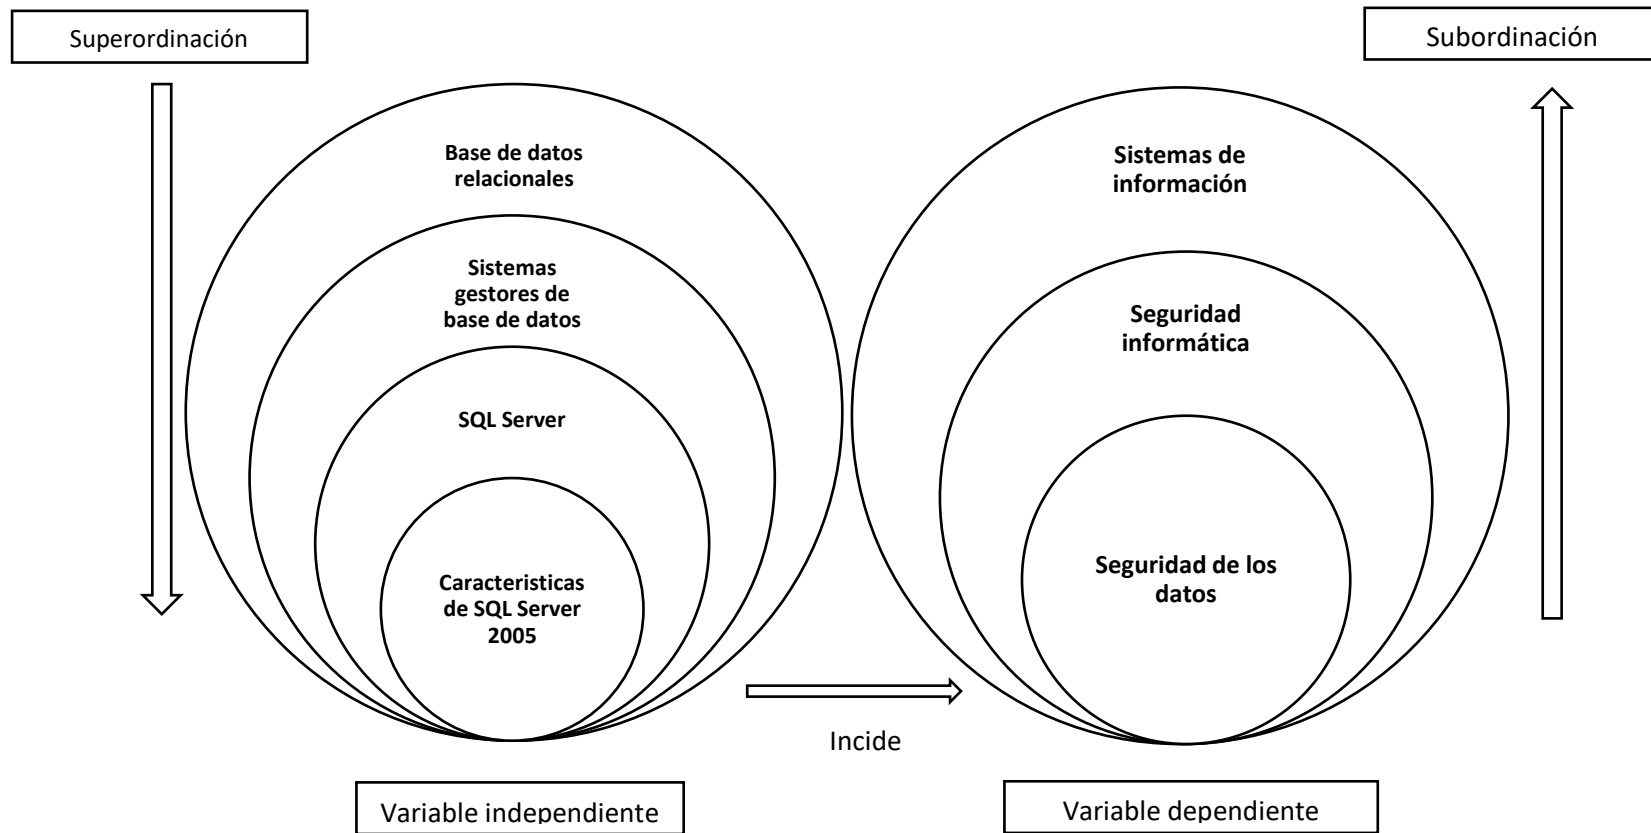 Superordinación
Subordinación
Base de datos
relacionales
Sistemas
gestores de
base de datos
SQL Server
Caracteristicas
de SQL Server
2005
Sistemas de
información
Seguridad
informática
Seguridad de los
datos
Incide
Variable independiente
Variable dependiente